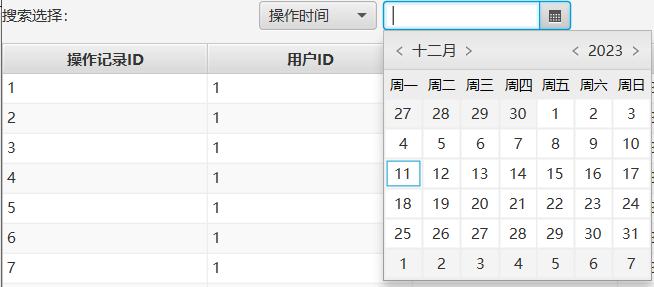 搜索选择： 操作时间
< 十二月 > < 2023 >
操作记录ID 用户ID
周一 周二 周三 周四 周五 周六 周日
1 1
27 28 29 30 1 2 3
2 1
4 5 6 7 8 9 10
3 1
11 12 13 14 15 16 17
4 1
18 19 20 21 22 23 24
5 1
25 26 27 28 29 30 31
6 1
1 2 3 4 5 6 7
7 1